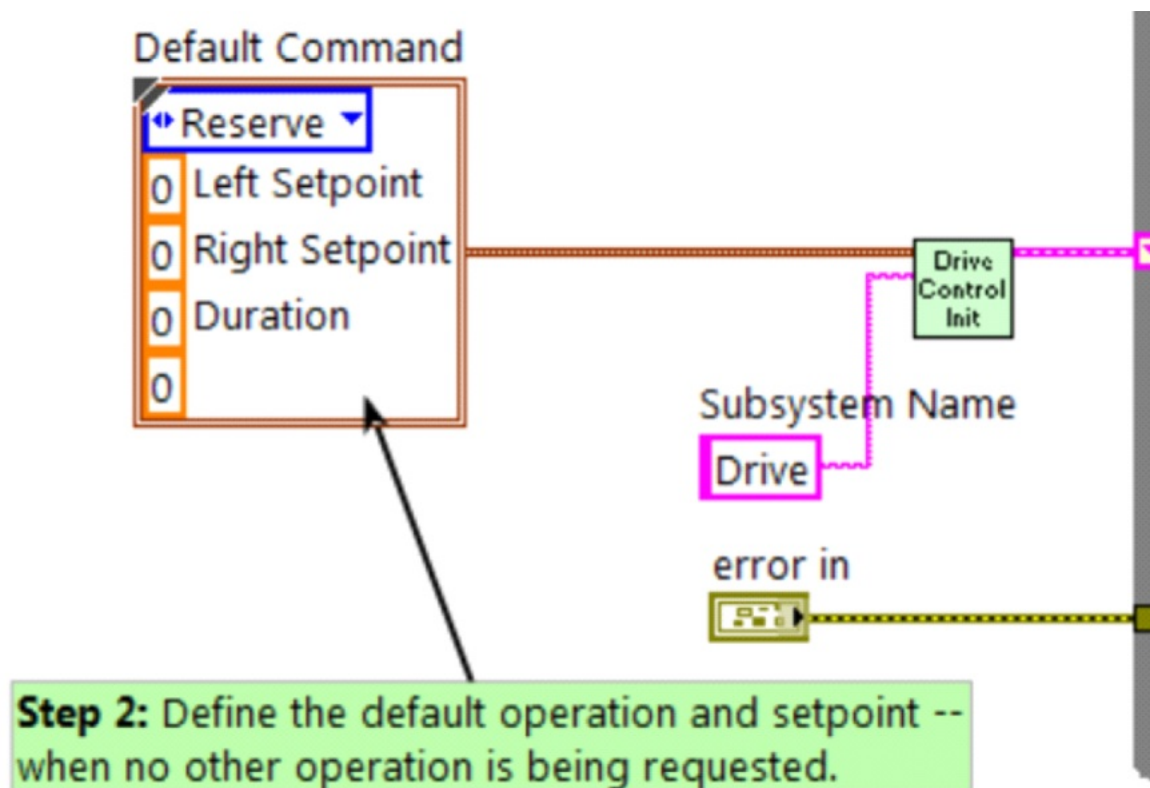 Default Command
Reserve
0 Left Setpoint
0 Right Setpoint
0 Duration
0
Drive
Control
Init
Subsystem Name
Drive
error in
Step 2: Define the default operation and setpoint --
when no other operation is being requested.